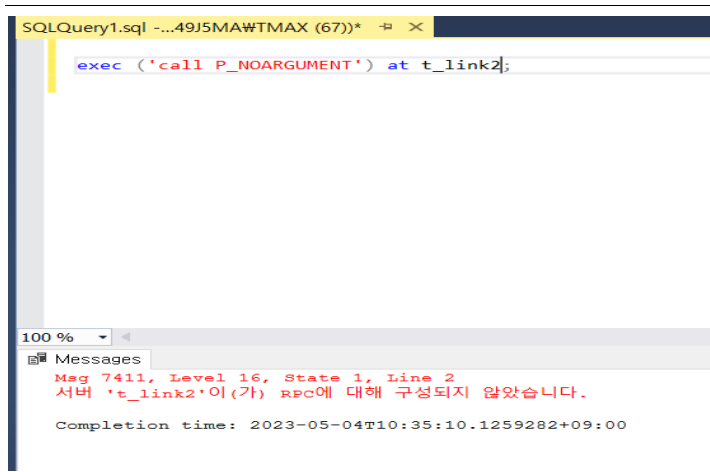 SQLQuery1.sql -...49J5MA₩TMAX (67))*
exec ('call P_NOARGUMENT') at t_link2;
100 %
Messages
Msg 7411, Level 16, State 1, Line 2
서버 't_link2'이(가) RPC에 대해 구성되지 않았습니다.
Completion time: 2023-05-04T10:35:10.1259282+09:00